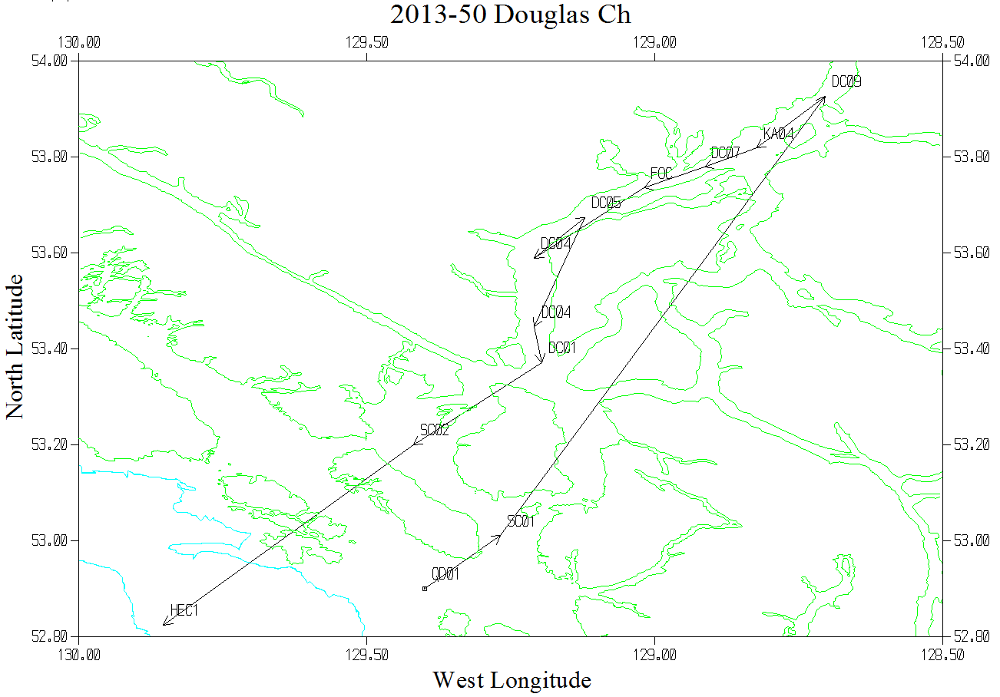 2013-50 Douglas Ch
130.00 129.50 129.00 128.50
54.00 54.00
DC09
KA04
53.80 53.80
DC07
FOC
DC05
DC04
53.60 53.60
DC04
North Latitude
53.40 53.40
DC01
SC02
53.20 53.20
SC01
53.00 53.00
QD01
HEC1
52.80 52.80
130.00 129.50 129.00 128.50
West Longitude